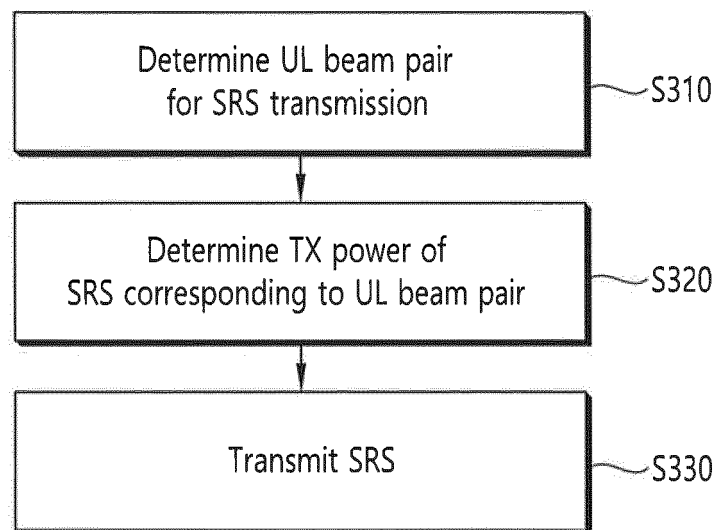 Determine UL beam pair
for SRS transmission
S310
Determine TX power of
SRS corresponding to UL beam pair
S320
Transmit SRS
S330